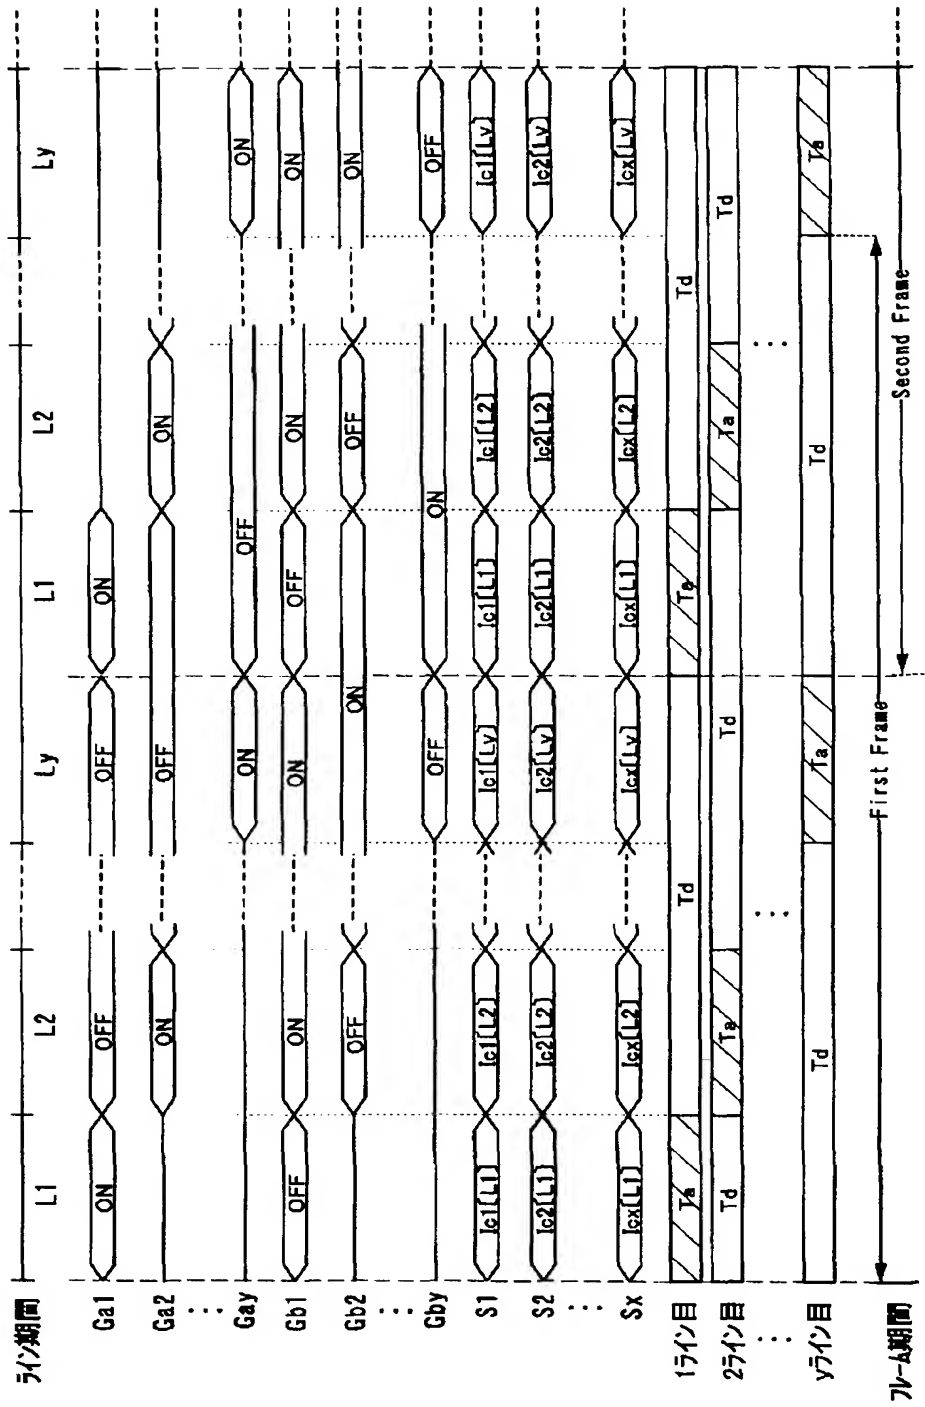 ライン期間 L1 L2 Ly L1 L2 Ly
Ga1 ON OFF OFF ON
Ga2 ON OFF ON
Gay ON OFF ON
Gb1 OFF ON ON OFF ON ON
Gb2 OFF ON OFF ON
Gby OFF ON OFF
S1 Ic1[L1] Ic1[L2] Ic1[Ly] Ic1[L1] Ic1[L2] Ic1[Ly]
S2 Ic2[L1] Ic2[L2] Ic2[Ly] Ic2[L1] Ic2[L2] Ic2[Ly]
Sx Icx[L1] Icx[L2] Icx[Ly] Icx[L1] Icx[L2] Icx[Ly]
1ライン目 Ta Td Ta Td
2ライン目 Td Ta Td Ta Td
yライン目 Td Ta Td Ta
フレーム期間 First Frame Second Frame